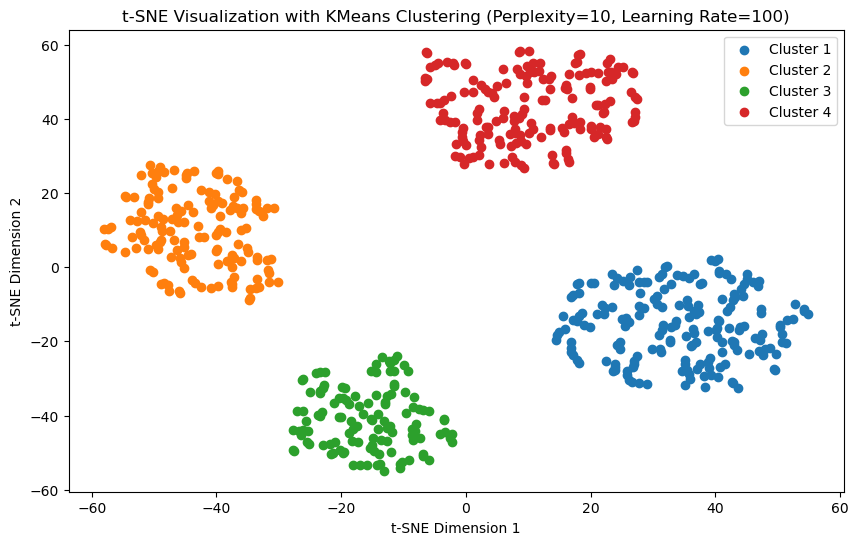 t-SNE Visualization with KMeans Clustering (Perplexity=10, Learning Rate=100)
Cluster 1
Cluster 2
Cluster 3
Cluster 4
t-SNE Dimension 2
60
40
20
0
−20
−40
−60
−60
−40
−20
0
20
40
60
t-SNE Dimension 1